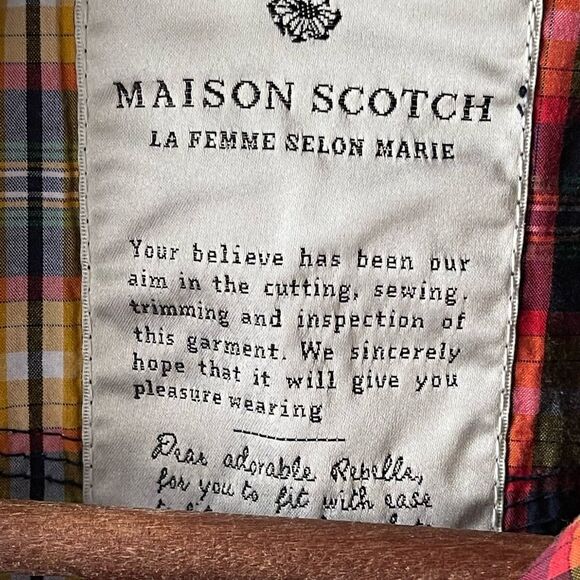 MAISON SCOTCH
LA FEMME SELON MARIE
Your believe has been our
aim in the cutting, sewing,
trimming and inspection of
this garment. We sincerely
hope that it will give you
pleasure wearing
Dear adorable Rebelle,
for you to fit with ease